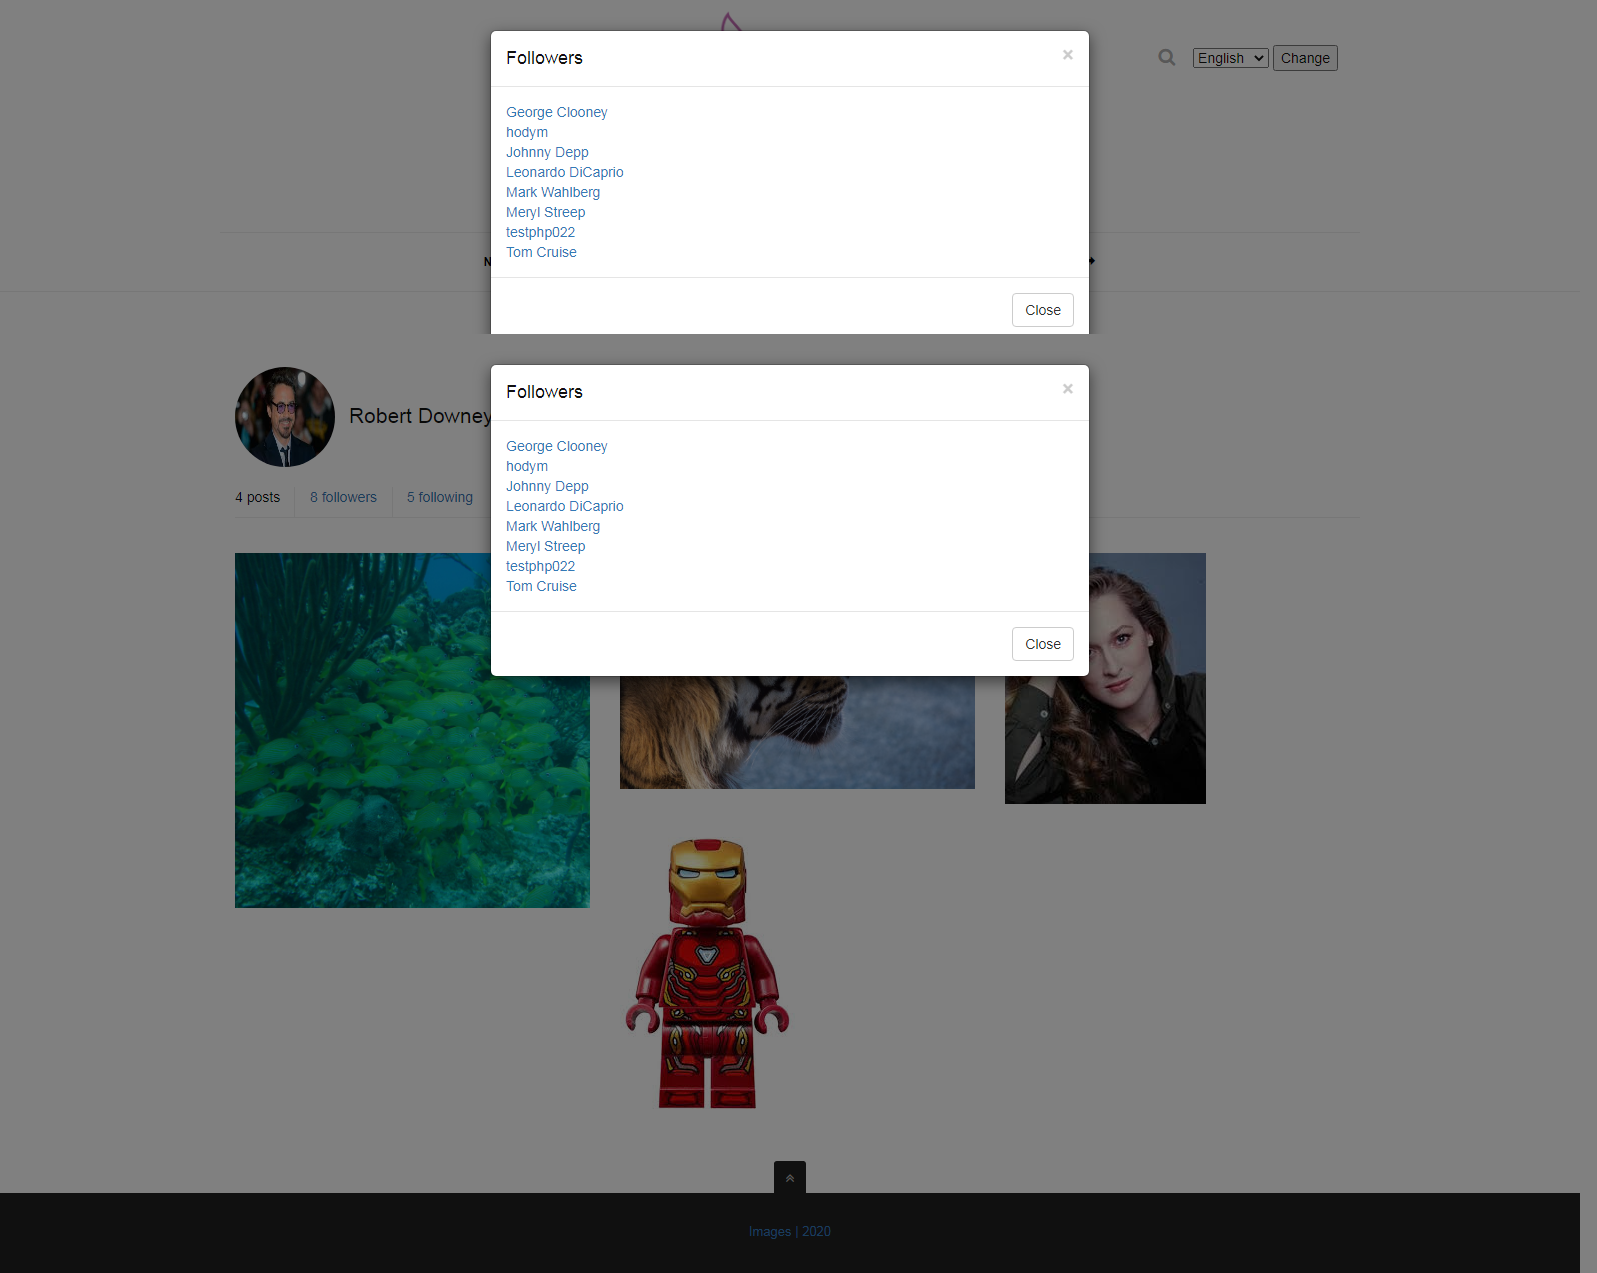 Followers
×
English
Change
George Clooney
hodym
Johnny Depp
Leonardo DiCaprio
Mark Wahlberg
Meryl Streep
testphp022
Tom Cruise
N
Close
Followers
×
Robert Downey
George Clooney
hodym
Johnny Depp
Leonardo DiCaprio
Mark Wahlberg
Meryl Streep
testphp022
Tom Cruise
4 posts
8 followers
5 following
Close
Images | 2020